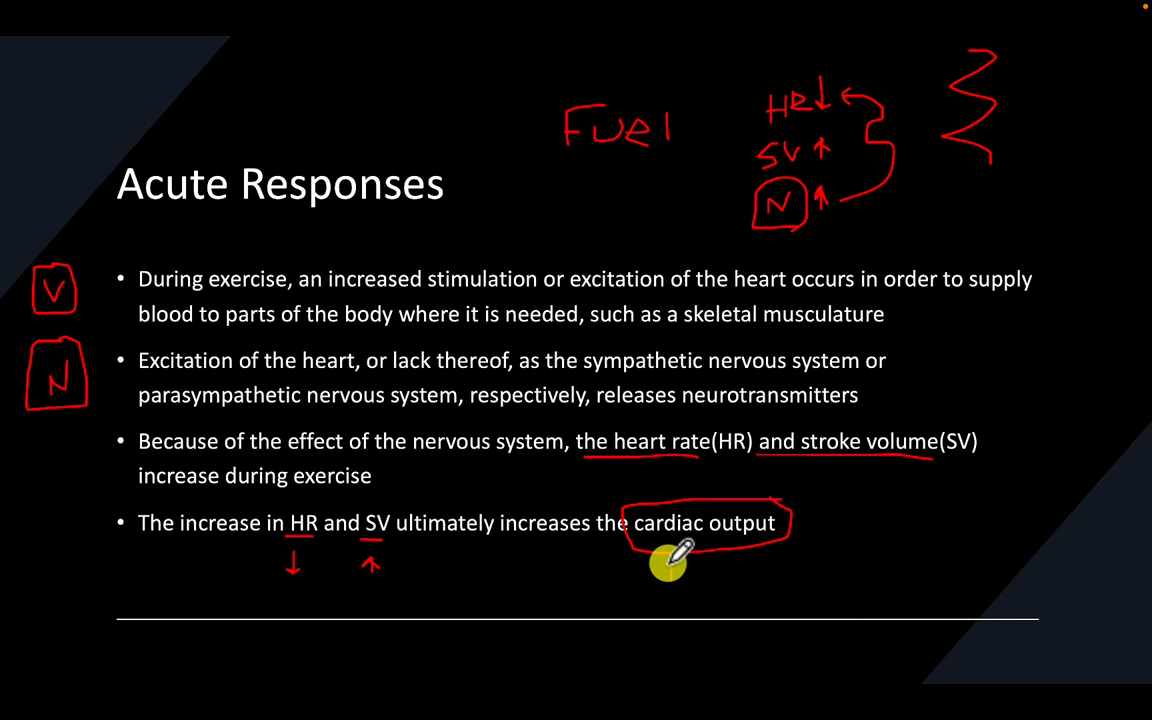 Fuel
HR↓
SV↑
N↑
Acute Responses
V
• During exercise, an increased stimulation or excitation of the heart occurs in order to supply
blood to parts of the body where it is needed, such as a skeletal musculature
N
• Excitation of the heart, or lack thereof, as the sympathetic nervous system or
parasympathetic nervous system, respectively, releases neurotransmitters
• Because of the effect of the nervous system, the heart rate(HR) and stroke volume(SV)
increase during exercise
• The increase in HR and SV ultimately increases the cardiac output
↓ ↑